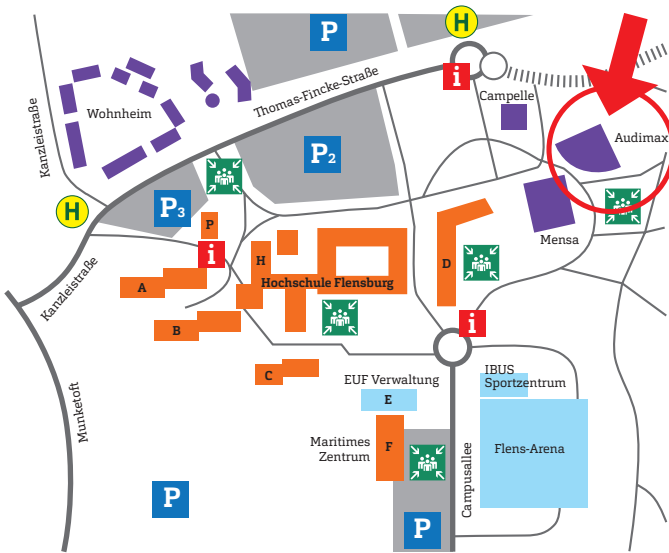 H
P
i
Campelle
Thomas-Fincke-Straße
Wohnheim
Kanzleistraße
Audimax
P2
P3
H
P
Mensa
i
H
D
Hochschule Flensburg
A
Kanzleistraße
B
i
C
EUF Verwaltung
IBUS
Sportzentrum
E
Munketoft
Maritimes
Zentrum
F
Flens-Arena
Campusallee
P
P